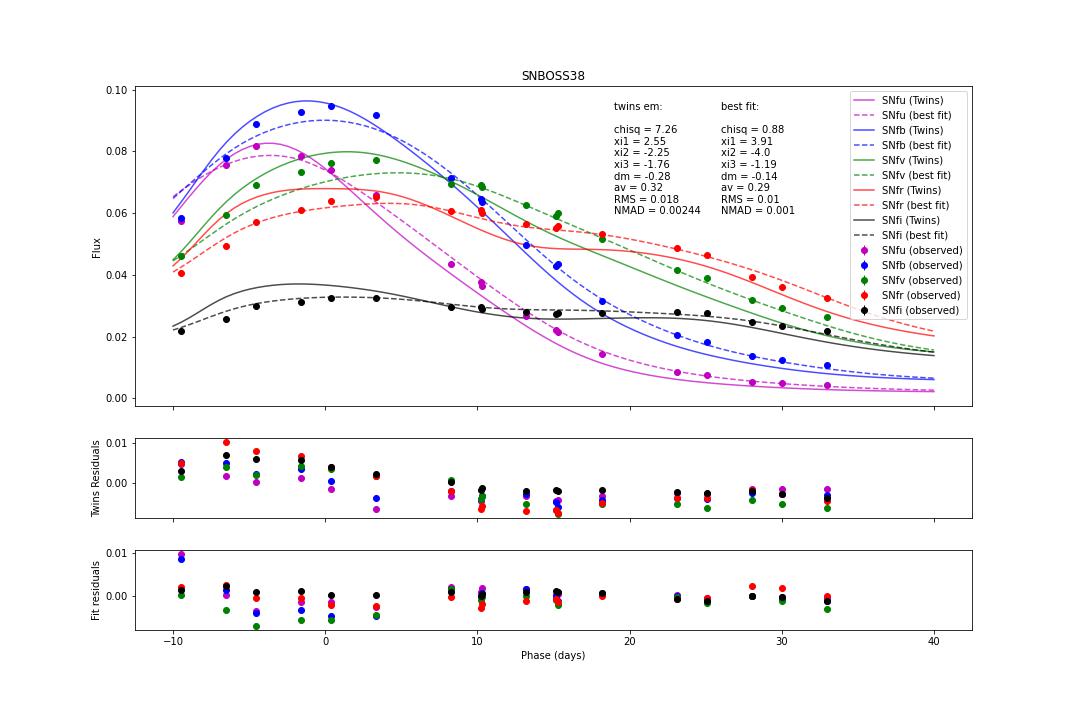 SNBOSS38
Flux
0.10
0.08
0.06
0.04
0.02
0.00
twins em:
chisq = 7.26
xi1 = 2.55
xi2 = -2.25
xi3 = -1.76
dm = -0.28
av = 0.32
RMS = 0.018
NMAD = 0.00244
best fit:
chisq = 0.88
xi1 = 3.91
xi2 = -4.0
xi3 = -1.19
dm = -0.14
av = 0.29
RMS = 0.01
NMAD = 0.001
SNfu (Twins)
SNfu (best fit)
SNfb (Twins)
SNfb (best fit)
SNfv (Twins)
SNfv (best fit)
SNfr (Twins)
SNfr (best fit)
SNfi (Twins)
SNfi (best fit)
SNfu (observed)
SNfb (observed)
SNfv (observed)
SNfr (observed)
SNfi (observed)
Twins Residuals
0.01
0.00
Fit residuals
0.01
0.00
−10
0
10
20
30
40
Phase (days)